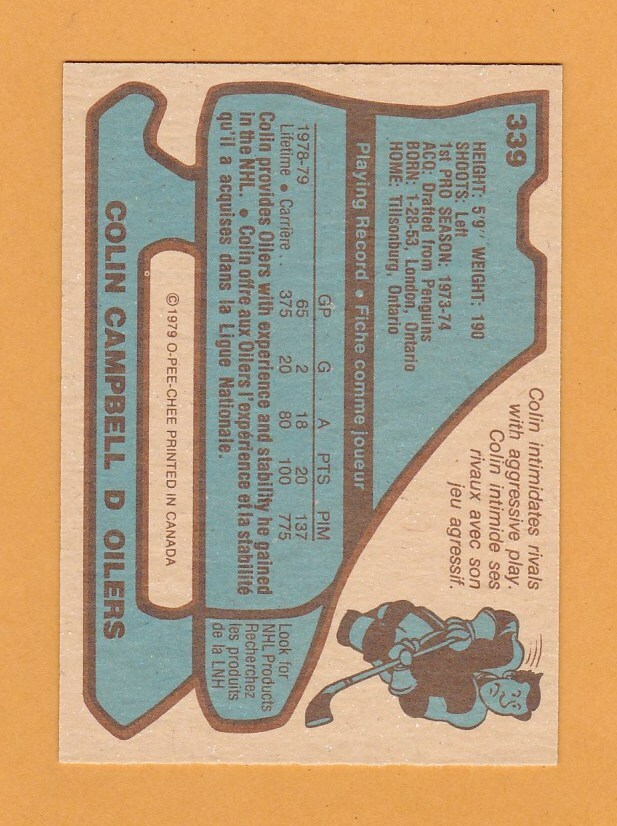 339
HEIGHT: 5'9" WEIGHT: 190
SHOOTS: Left
1st PRO SEASON: 1973-74
ACQ: Drafted from Penguins
BORN: 1-28-53, London, Ontario
HOME: Tillsonburg, Ontario
Colin intimidates rivals
with aggressive play.
Colin intimide ses
rivaux avec son
jeu agressif.
Playing Record • Fiche comme joueur
GP G A PTS PIM
1978-79 65 2 18 20 137
Lifetime • Carrière . . 375 20 80 100 775
Colin provides Oilers with experience and stability he gained
in the NHL. • Colin offre aux Oilers l'expérience et la stabilité
qu'il a acquises dans la Ligue Nationale.
Look for
NHL Products
Recherchez
les produits
de la LNH
©1979 O-PEE-CHEE PRINTED IN CANADA
COLIN CAMPBELL D OILERS